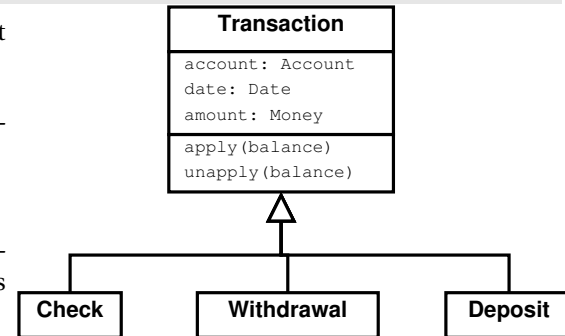 Transaction
account: Account
date: Date
amount: Money
apply(balance)
unapply(balance)
Check
Withdrawal
Deposit